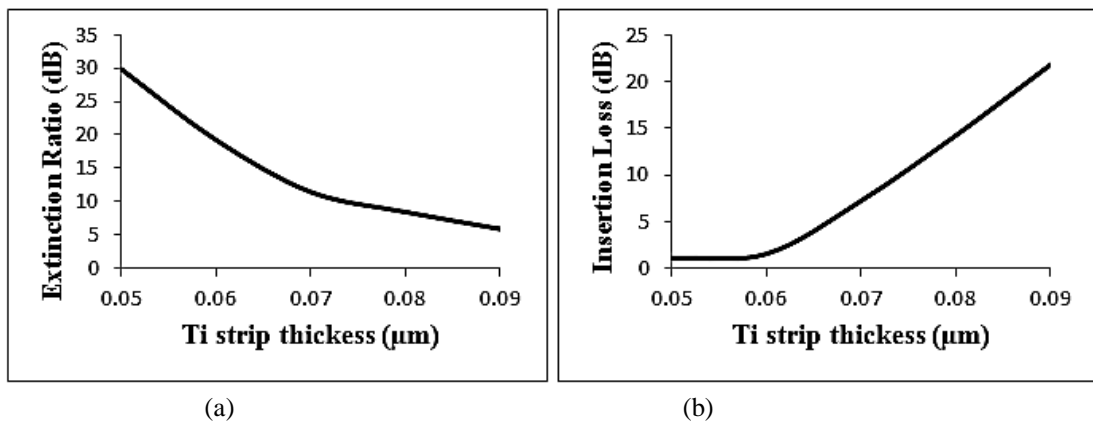 Extinction Ratio (dB)
35
30
25
20
15
10
5
0
0.05 0.06 0.07 0.08 0.09
Ti strip thickess (μm)
(a)
Insertion Loss (dB)
25
20
15
10
5
0
0.05 0.06 0.07 0.08 0.09
Ti strip thickess (μm)
(b)